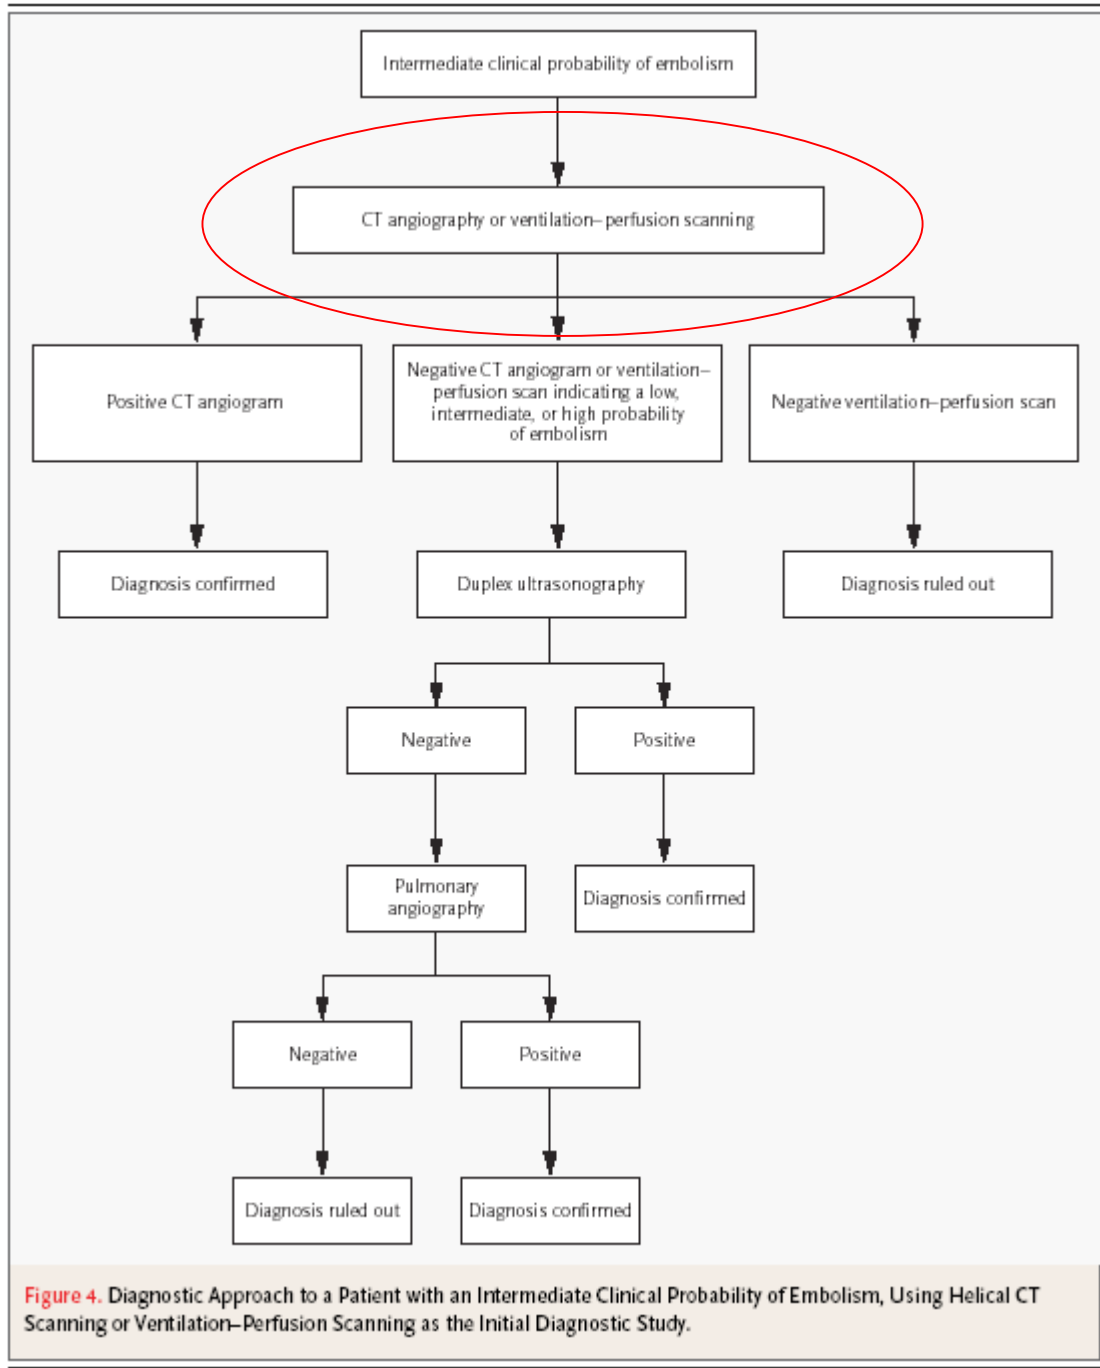 Intermediate clinical probability of embolism
CT angiography or ventilation–perfusion scanning
Positive CT angiogram
Negative CT angiogram or ventilation–
perfusion scan indicating a low,
intermediate, or high probability
of embolism
Negative ventilation–perfusion scan
Diagnosis confirmed
Duplex ultrasonography
Diagnosis ruled out
Negative
Positive
Pulmonary
angiography
Diagnosis confirmed
Negative
Positive
Diagnosis ruled out
Diagnosis confirmed
Figure 4. Diagnostic Approach to a Patient with an Intermediate Clinical Probability of Embolism, Using Helical CT
Scanning or Ventilation–Perfusion Scanning as the Initial Diagnostic Study.